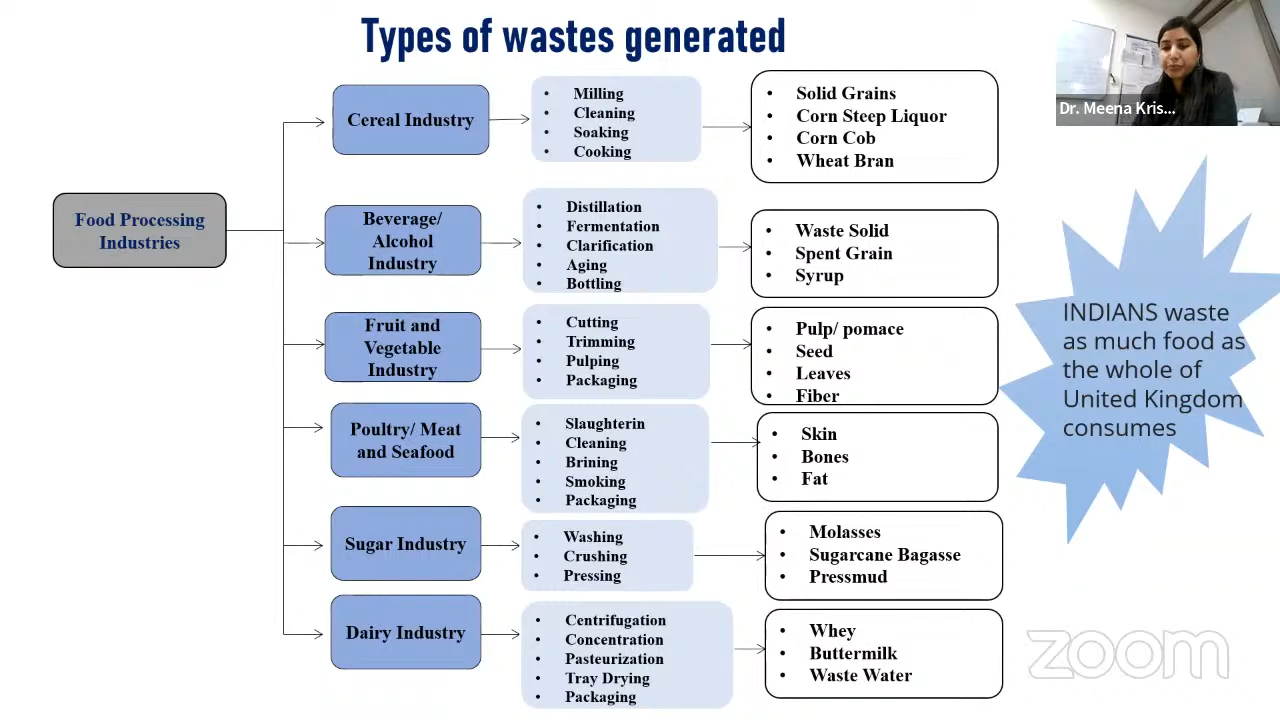 Types of wastes generated
Dr. Meena Kris...
Food Processing
Industries
Cereal Industry
• Milling
• Cleaning
• Soaking
• Cooking
• Solid Grains
• Corn Steep Liquor
• Corn Cob
• Wheat Bran
Beverage/
Alcohol
Industry
• Distillation
• Fermentation
• Clarification
• Aging
• Bottling
• Waste Solid
• Spent Grain
• Syrup
Fruit and
Vegetable
Industry
• Cutting
• Trimming
• Pulping
• Packaging
• Pulp/ pomace
• Seed
• Leaves
• Fiber
Poultry/ Meat
and Seafood
• Slaughterin
• Cleaning
• Brining
• Smoking
• Packaging
• Skin
• Bones
• Fat
Sugar Industry
• Washing
• Crushing
• Pressing
• Molasses
• Sugarcane Bagasse
• Pressmud
Dairy Industry
• Centrifugation
• Concentration
• Pasteurization
• Tray Drying
• Packaging
• Whey
• Buttermilk
• Waste Water
INDIANS waste
as much food as
the whole of
United Kingdom
consumes
zoom